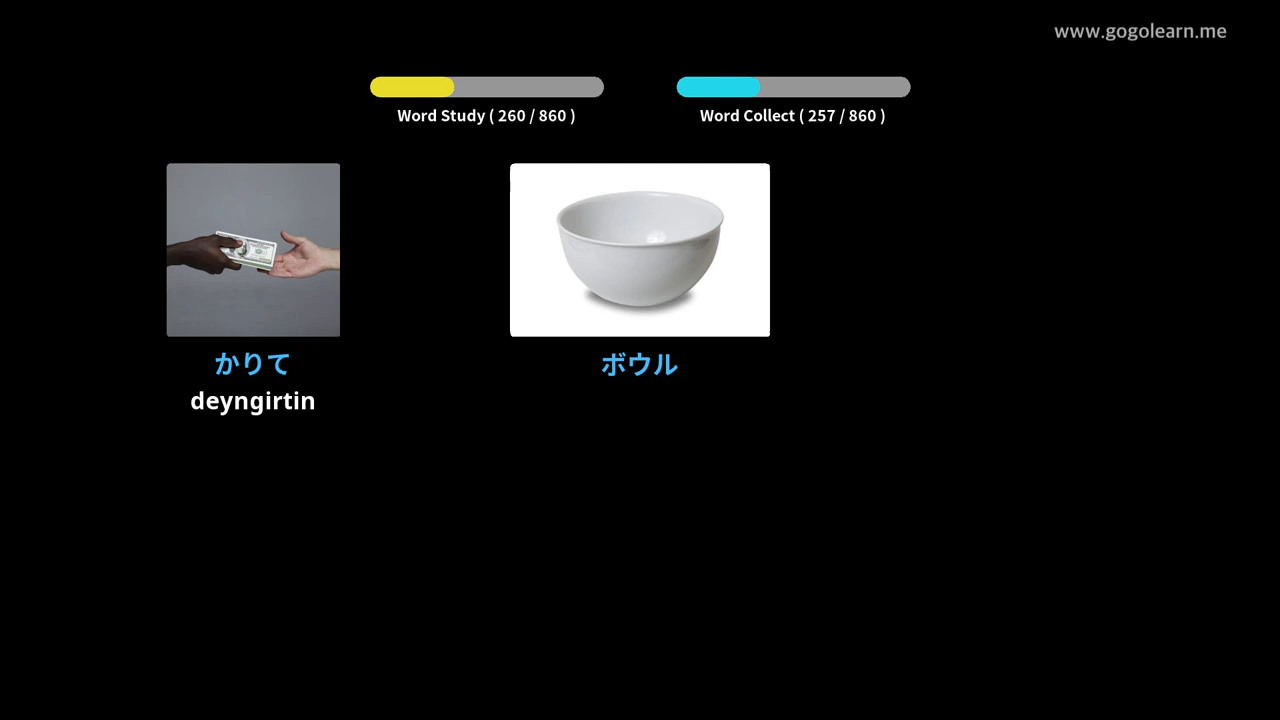 www.gogolearn.me
Word Study ( 260 / 860 )
Word Collect ( 257 / 860 )
かりて
deyngirtin
ボウル